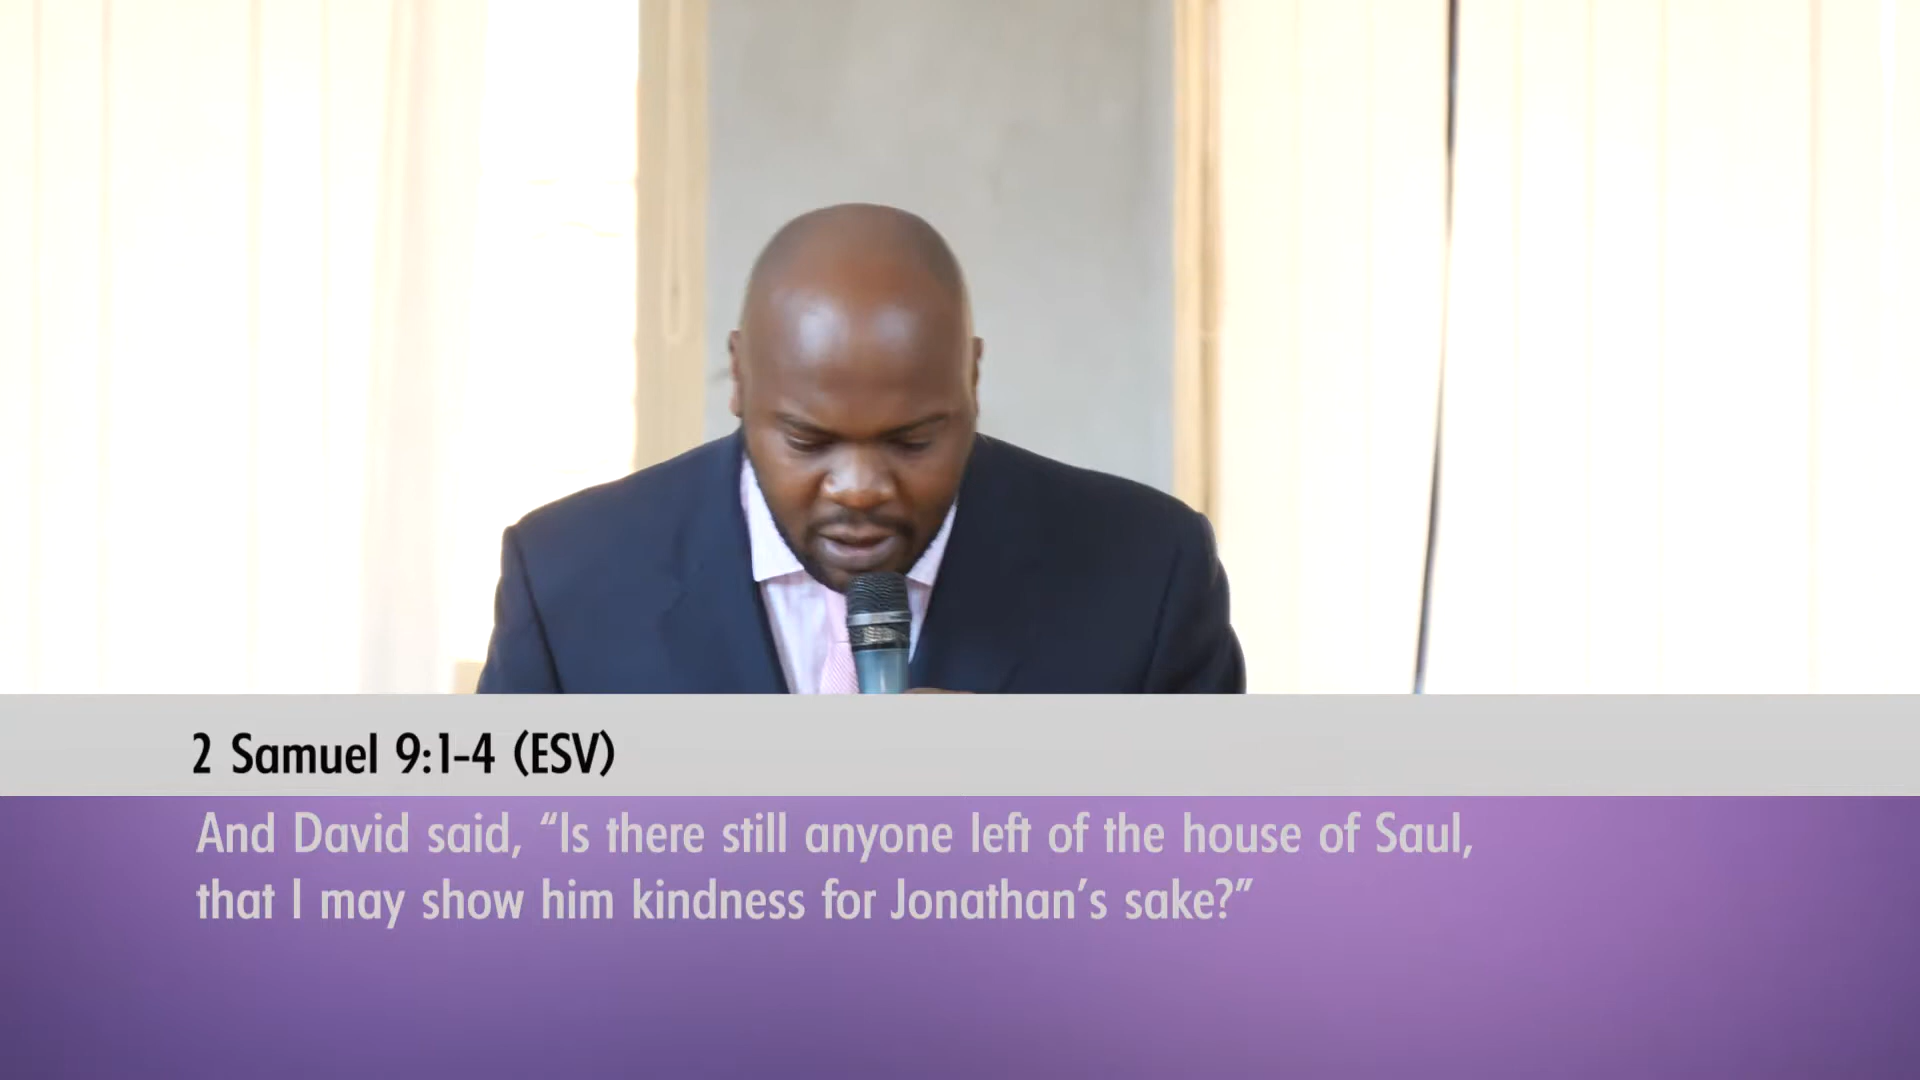 2 Samuel 9:1-4 (ESV)
And David said, “Is there still anyone left of the house of Saul,
that I may show him kindness for Jonathan’s sake?”